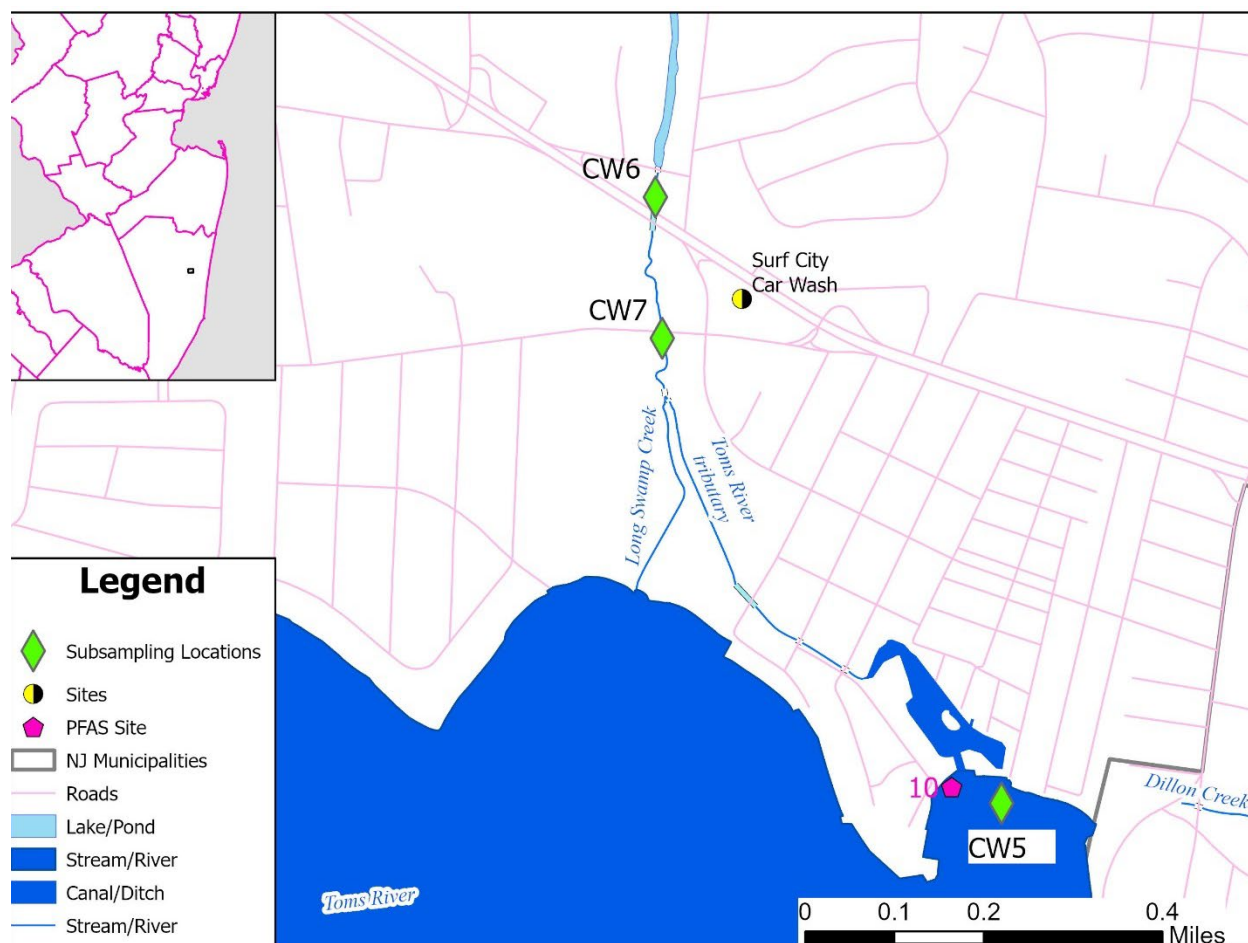 CW6
Surf City
Car Wash
CW7
Long Swamp Creek
Toms River
tributary
Legend
Subsampling Locations
Sites
PFAS Site
NJ Municipalities
Roads
Lake/Pond
Stream/River
Canal/Ditch
Stream/River
10
Dillon Creek
CW5
Toms River
0 0.1 0.2 0.4
Miles